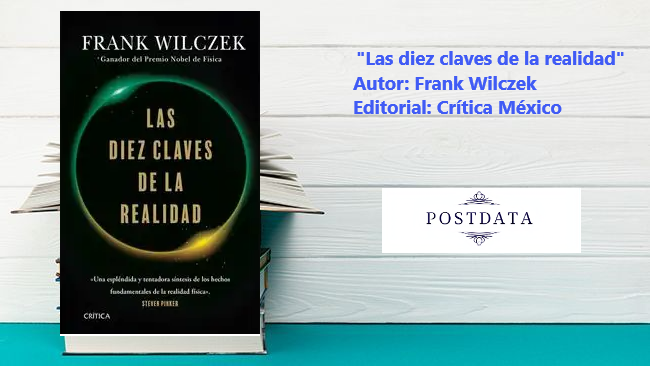 FRANK WILCZEK
Ganador del Premio Nobel de Física
LAS
DIEZ CLAVES
DE LA
REALIDAD
«Una espléndida y tentadora síntesis de los hechos
fundamentales de la realidad física».
STEVEN PINKER
CRÍTICA
"Las diez claves de la realidad"
Autor: Frank Wilczek
Editorial: Crítica México
POSTDATA